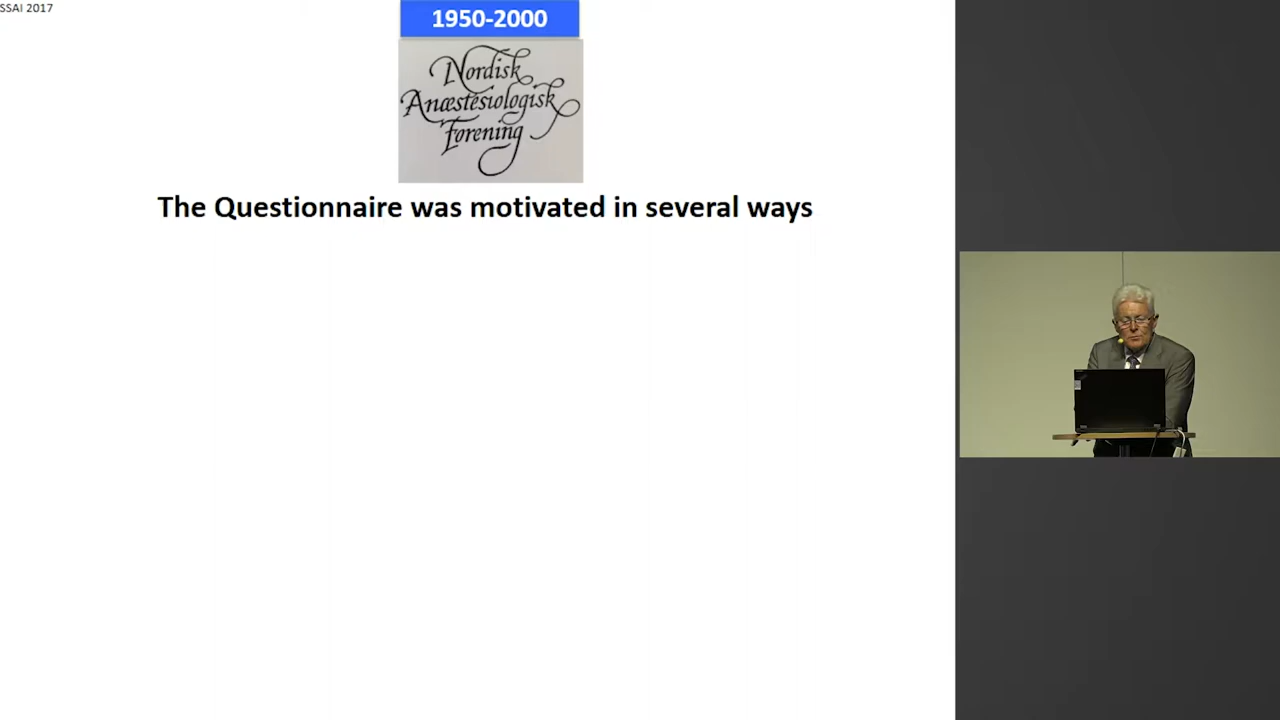 SSAI 2017
1950-2000
Nordisk
Anæstesiologisk
Forening
The Questionnaire was motivated in several ways